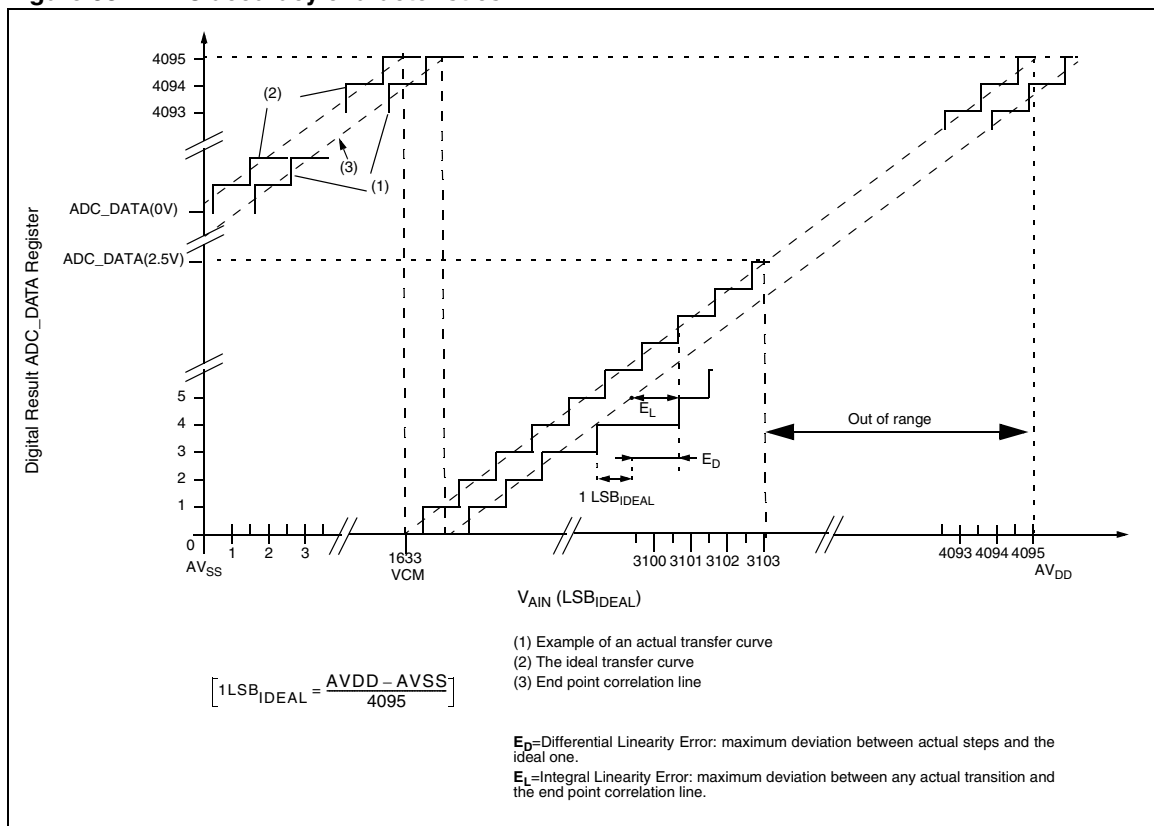 4095
4094
4093
(2)
(3)
(1)
ADC_DATA(0V)
ADC_DATA(2.5V)
Digital Result ADC_DATA Register
5
4
3
2
1
0
E_L
E_D
1 LSB_IDEAL
Out of range
1 2 3
1633
3100 3101 3102 3103
4093 4094 4095
AV_SS
VCM
AV_DD
V_AIN (LSB_IDEAL)
(1) Example of an actual transfer curve
(2) The ideal transfer curve
(3) End point correlation line
[1LSB_IDEAL = AVDD – AVSS / 4095]
E_D=Differential Linearity Error: maximum deviation between actual steps and the
ideal one.
E_L=Integral Linearity Error: maximum deviation between any actual transition and
the end point correlation line.